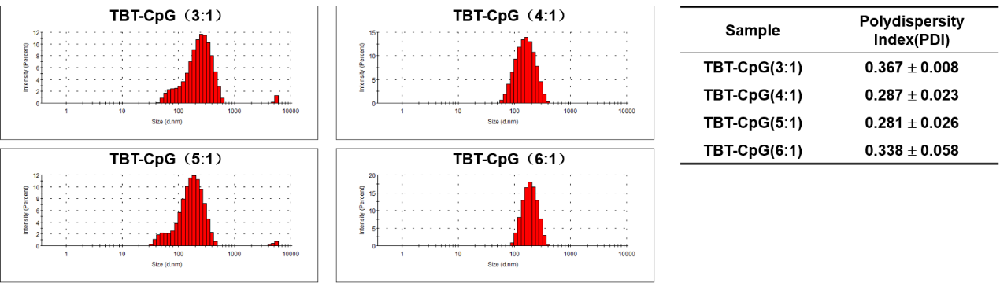 TBT-CpG（3:1）
Intensity (Percent)
12
10
8
6
4
2
0
1 10 100 1000 10000
Size (d.nm)
TBT-CpG（4:1）
Intensity (Percent)
15
10
5
0
1 10 100 1000 10000
Size (d.nm)
TBT-CpG（5:1）
Intensity (Percent)
12
10
8
6
4
2
0
1 10 100 1000 10000
Size (d.nm)
TBT-CpG（6:1）
Intensity (Percent)
20
15
10
5
0
1 10 100 1000 10000
Size (d.nm)
Sample Polydispersity
Index(PDI)
TBT-CpG(3:1) 0.367 ± 0.008
TBT-CpG(4:1) 0.287 ± 0.023
TBT-CpG(5:1) 0.281 ± 0.026
TBT-CpG(6:1) 0.338 ± 0.058